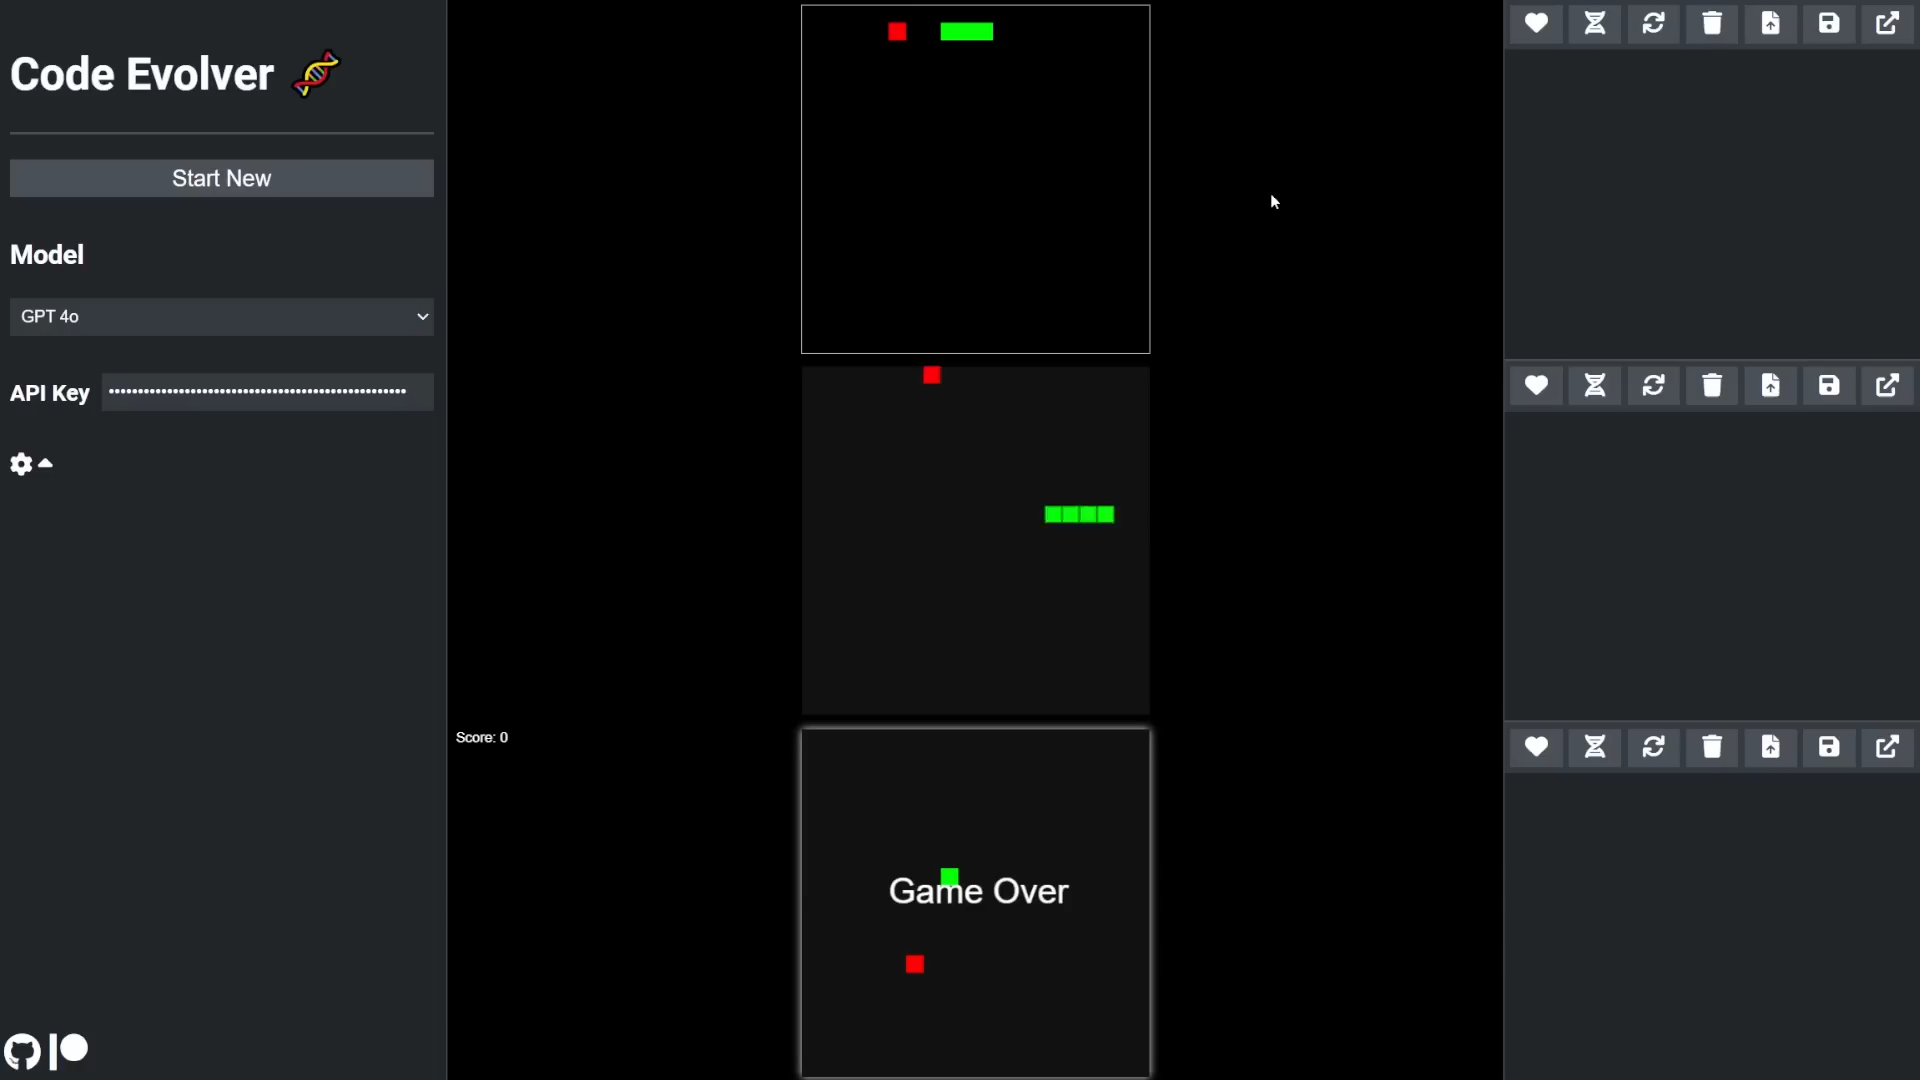 Code Evolver
Start New
Model
GPT 4o
API Key
Score: 0
Game Over